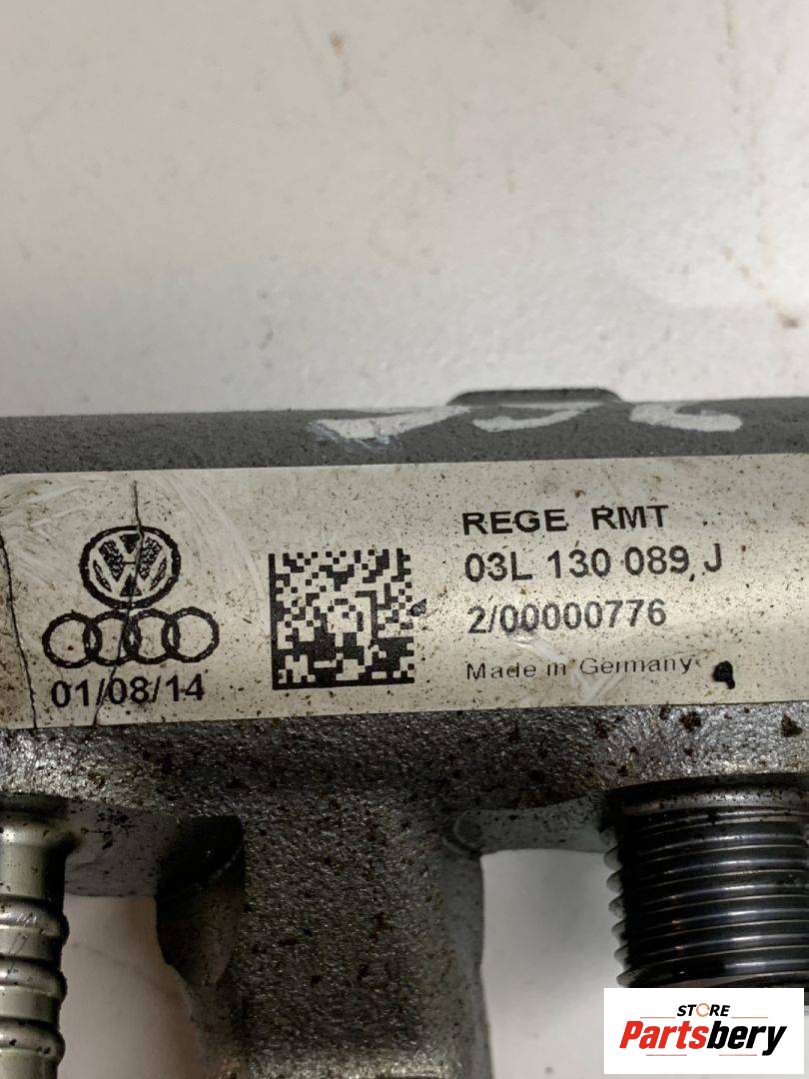 REGE RMT
03L 130 089 J
2/00000776
Made in Germany
01/08/14
STORE
Partsbery